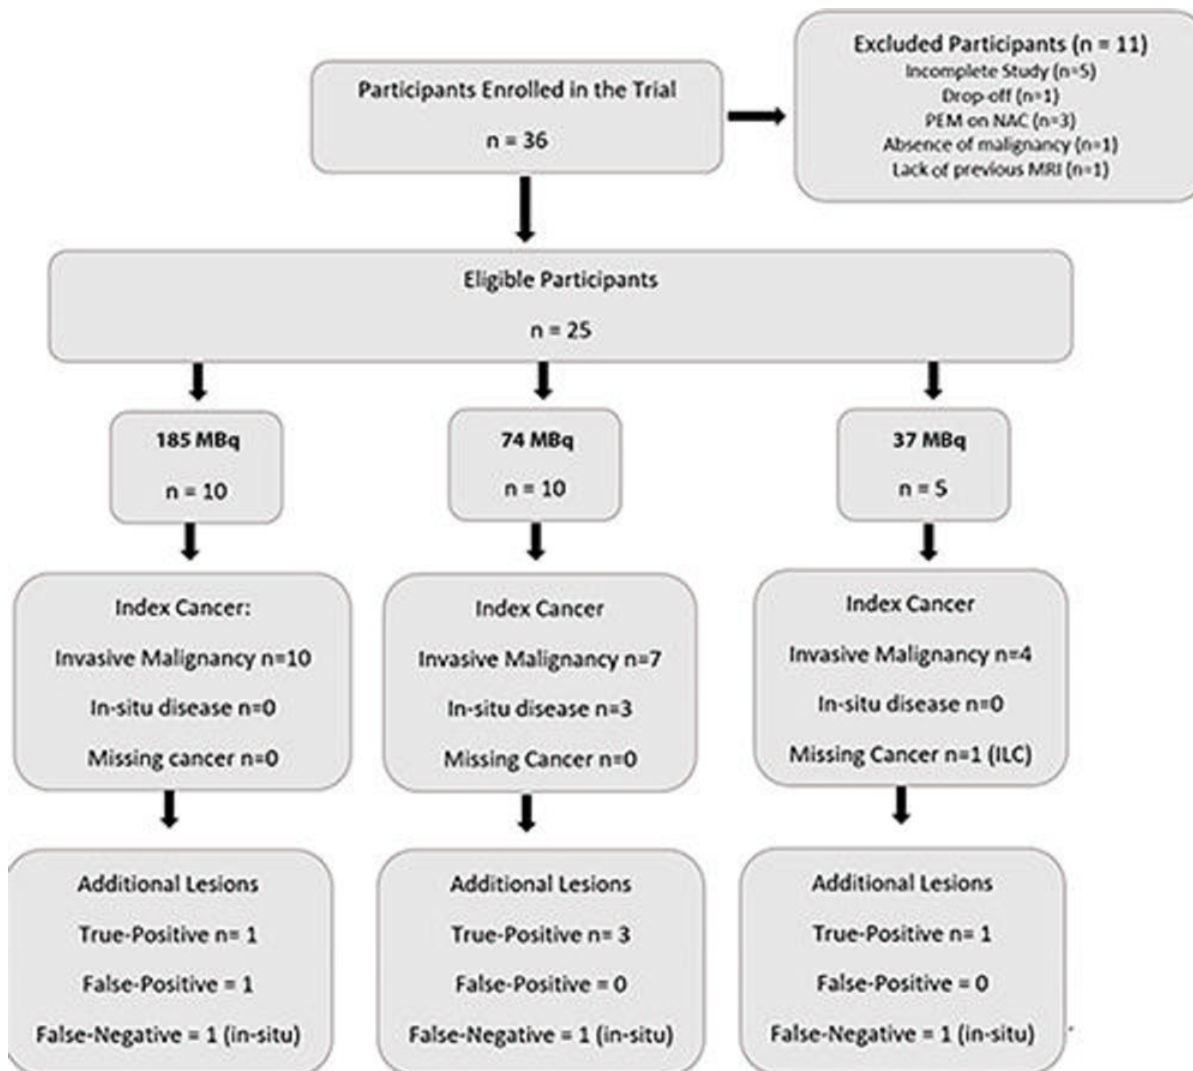 Participants Enrolled in the Trial
n = 36
Excluded Participants (n = 11)
Incomplete Study (n=5)
Drop-off (n=1)
PEM on NAC (n=3)
Absence of malignancy (n=1)
Lack of previous MRI (n=1)
Eligible Participants
n = 25
185 MBq
n = 10
74 MBq
n = 10
37 MBq
n = 5
Index Cancer:
Invasive Malignancy n=10
In-situ disease n=0
Missing cancer n=0
Index Cancer
Invasive Malignancy n=7
In-situ disease n=3
Missing Cancer n=0
Index Cancer
Invasive Malignancy n=4
In-situ disease n=0
Missing Cancer n=1 (ILC)
Additional Lesions
True-Positive n= 1
False-Positive = 1
False-Negative = 1 (in-situ)
Additional Lesions
True-Positive n= 3
False-Positive = 0
False-Negative = 1 (in-situ)
Additional Lesions
True-Positive n= 1
False-Positive = 0
False-Negative = 1 (in-situ)